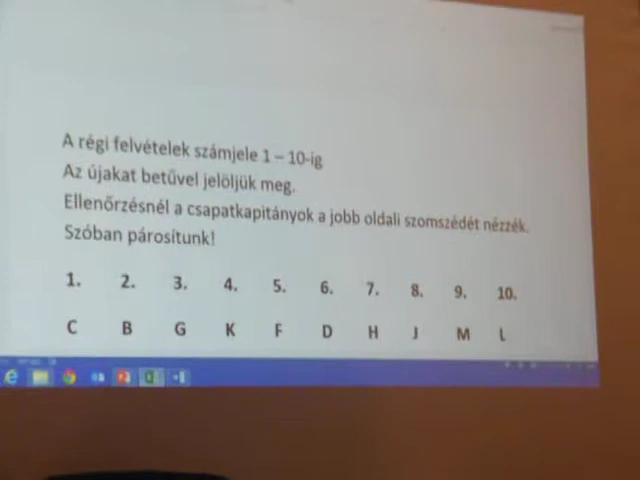 A régi felvételek számjele 1 – 10-ig
Az újakat betűvel jelöljük meg.
Ellenőrzésnél a csapatkapitányok a jobb oldali szomszédét nézzék.
Szóban párosítunk!
1. 2. 3. 4. 5. 6. 7. 8. 9. 10.
C B G K F D H J M L